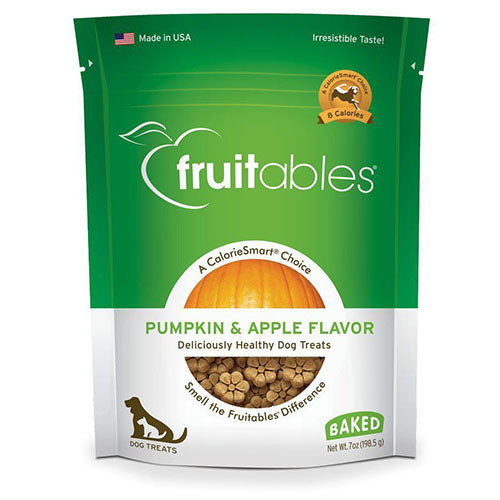 Made in USA
Irresistible Taste!
A CalorieSmart Choice
8 Calories
fruitables®
A CalorieSmart® Choice
PUMPKIN & APPLE FLAVOR
Deliciously Healthy Dog Treats
Smell the Fruitables® Difference
DOG TREATS
BAKED
Net Wt. 7oz (198.5 g)